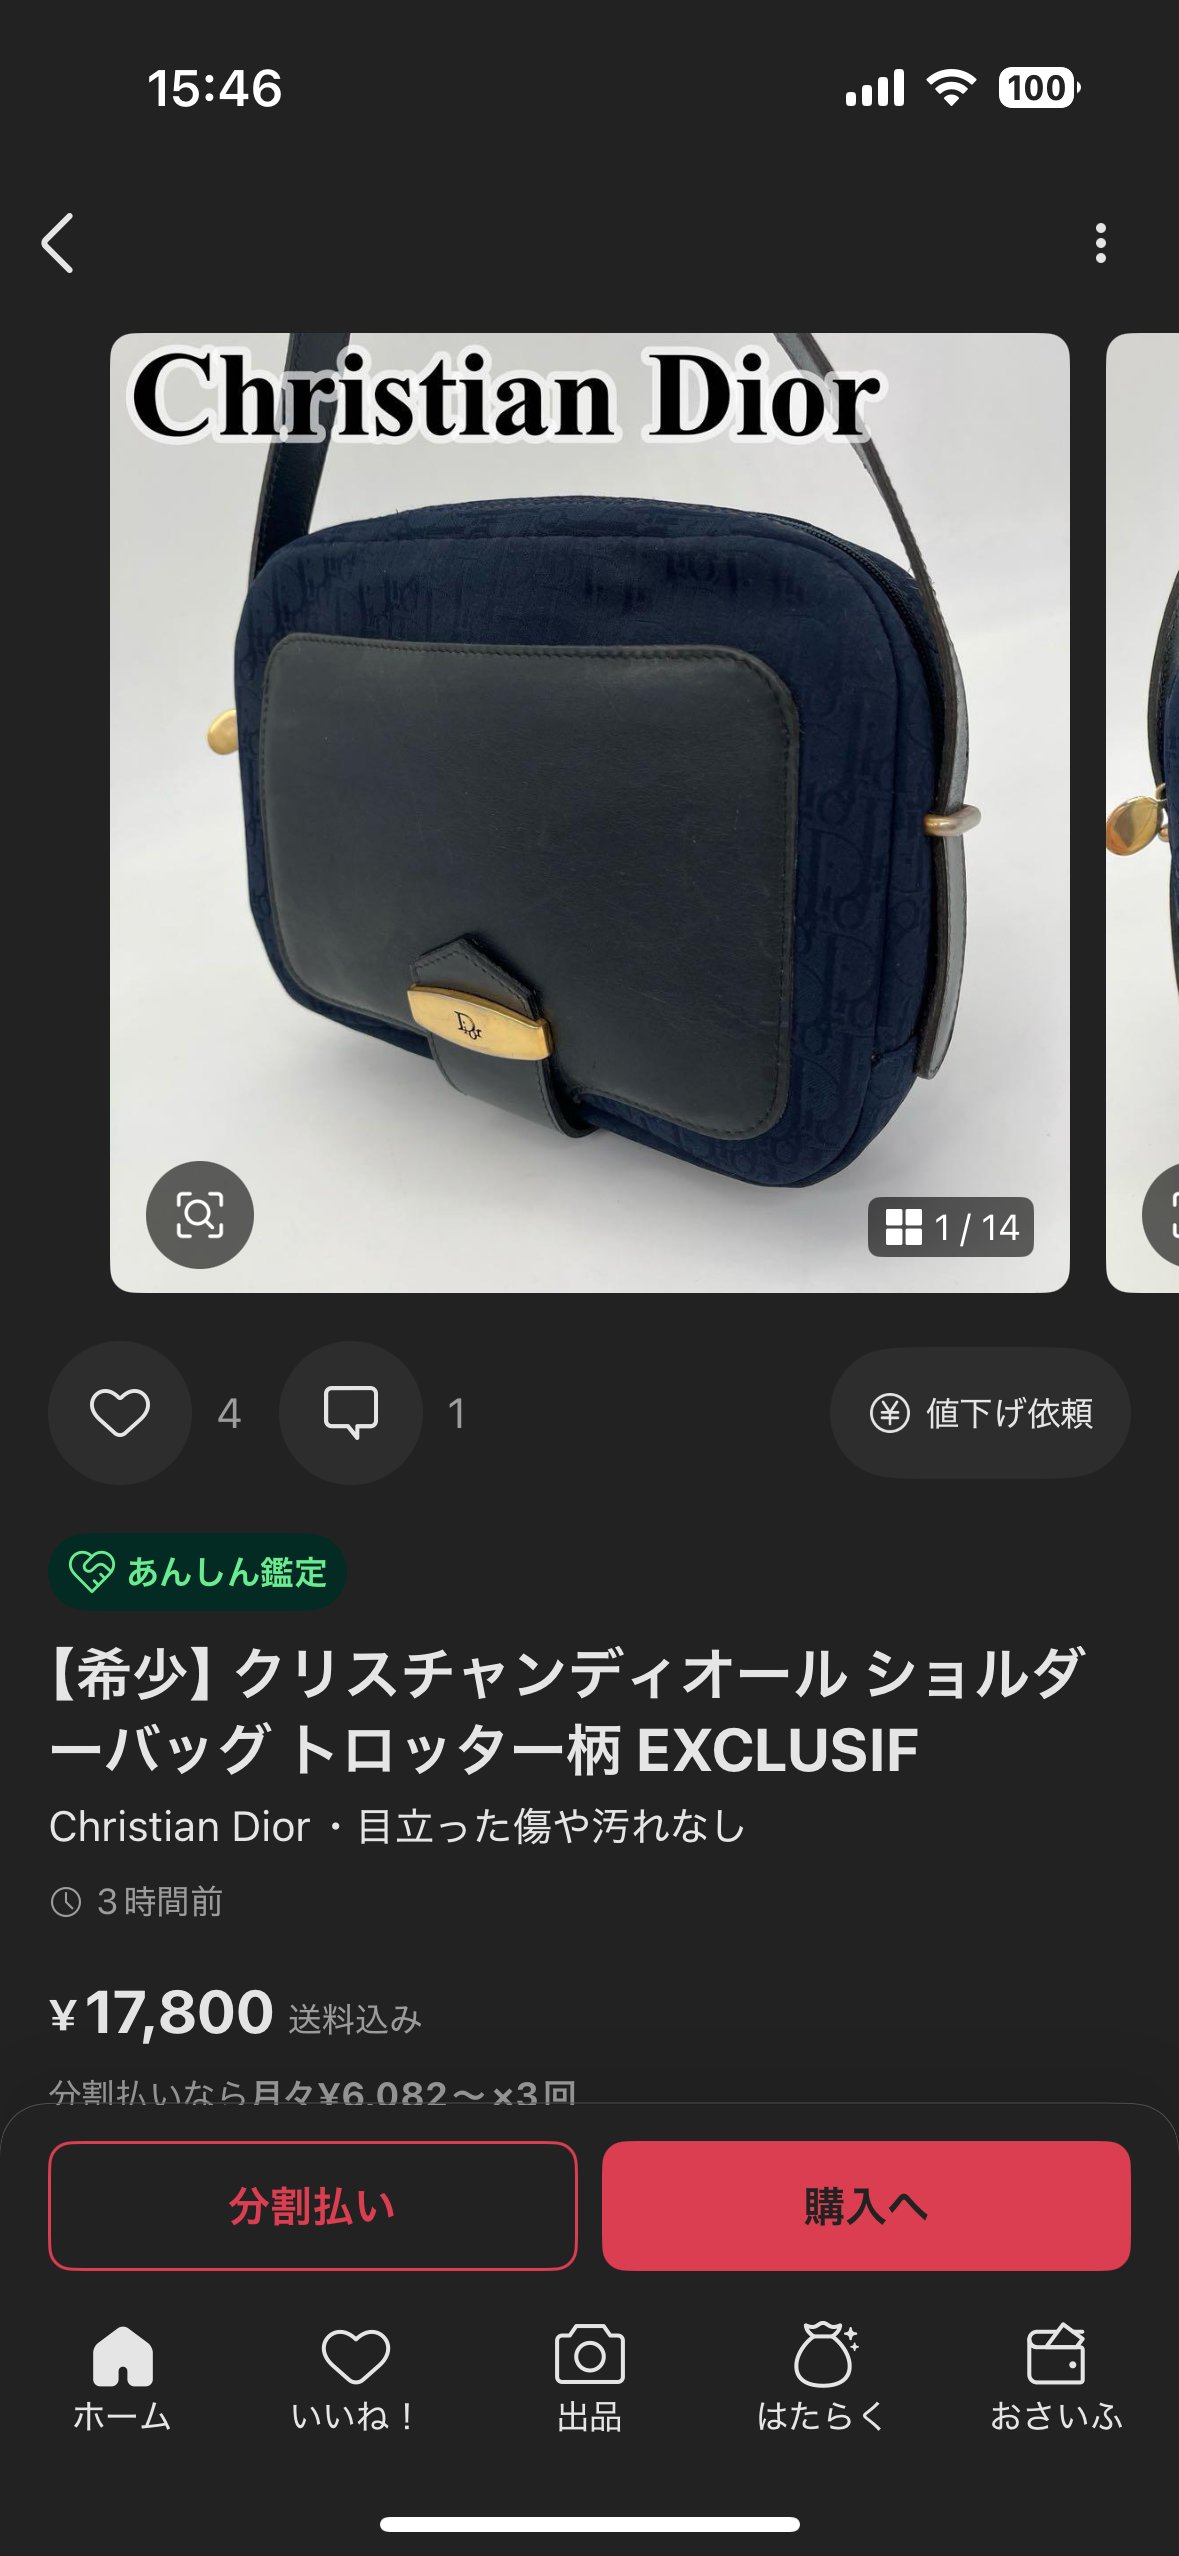 15:46
100
Christian Dior
Dior
1 / 14
4
1
値下げ依頼
あんしん鑑定
【希少】クリスチャンディオール ショルダ
ーバッグ トロッター柄 EXCLUSIF
Christian Dior・目立った傷や汚れなし
3時間前
¥17,800 送料込み
分割払いなら月々¥6,082〜×3回
分割払い
購入へ
ホーム
いいね！
出品
はたらく
おさいふ